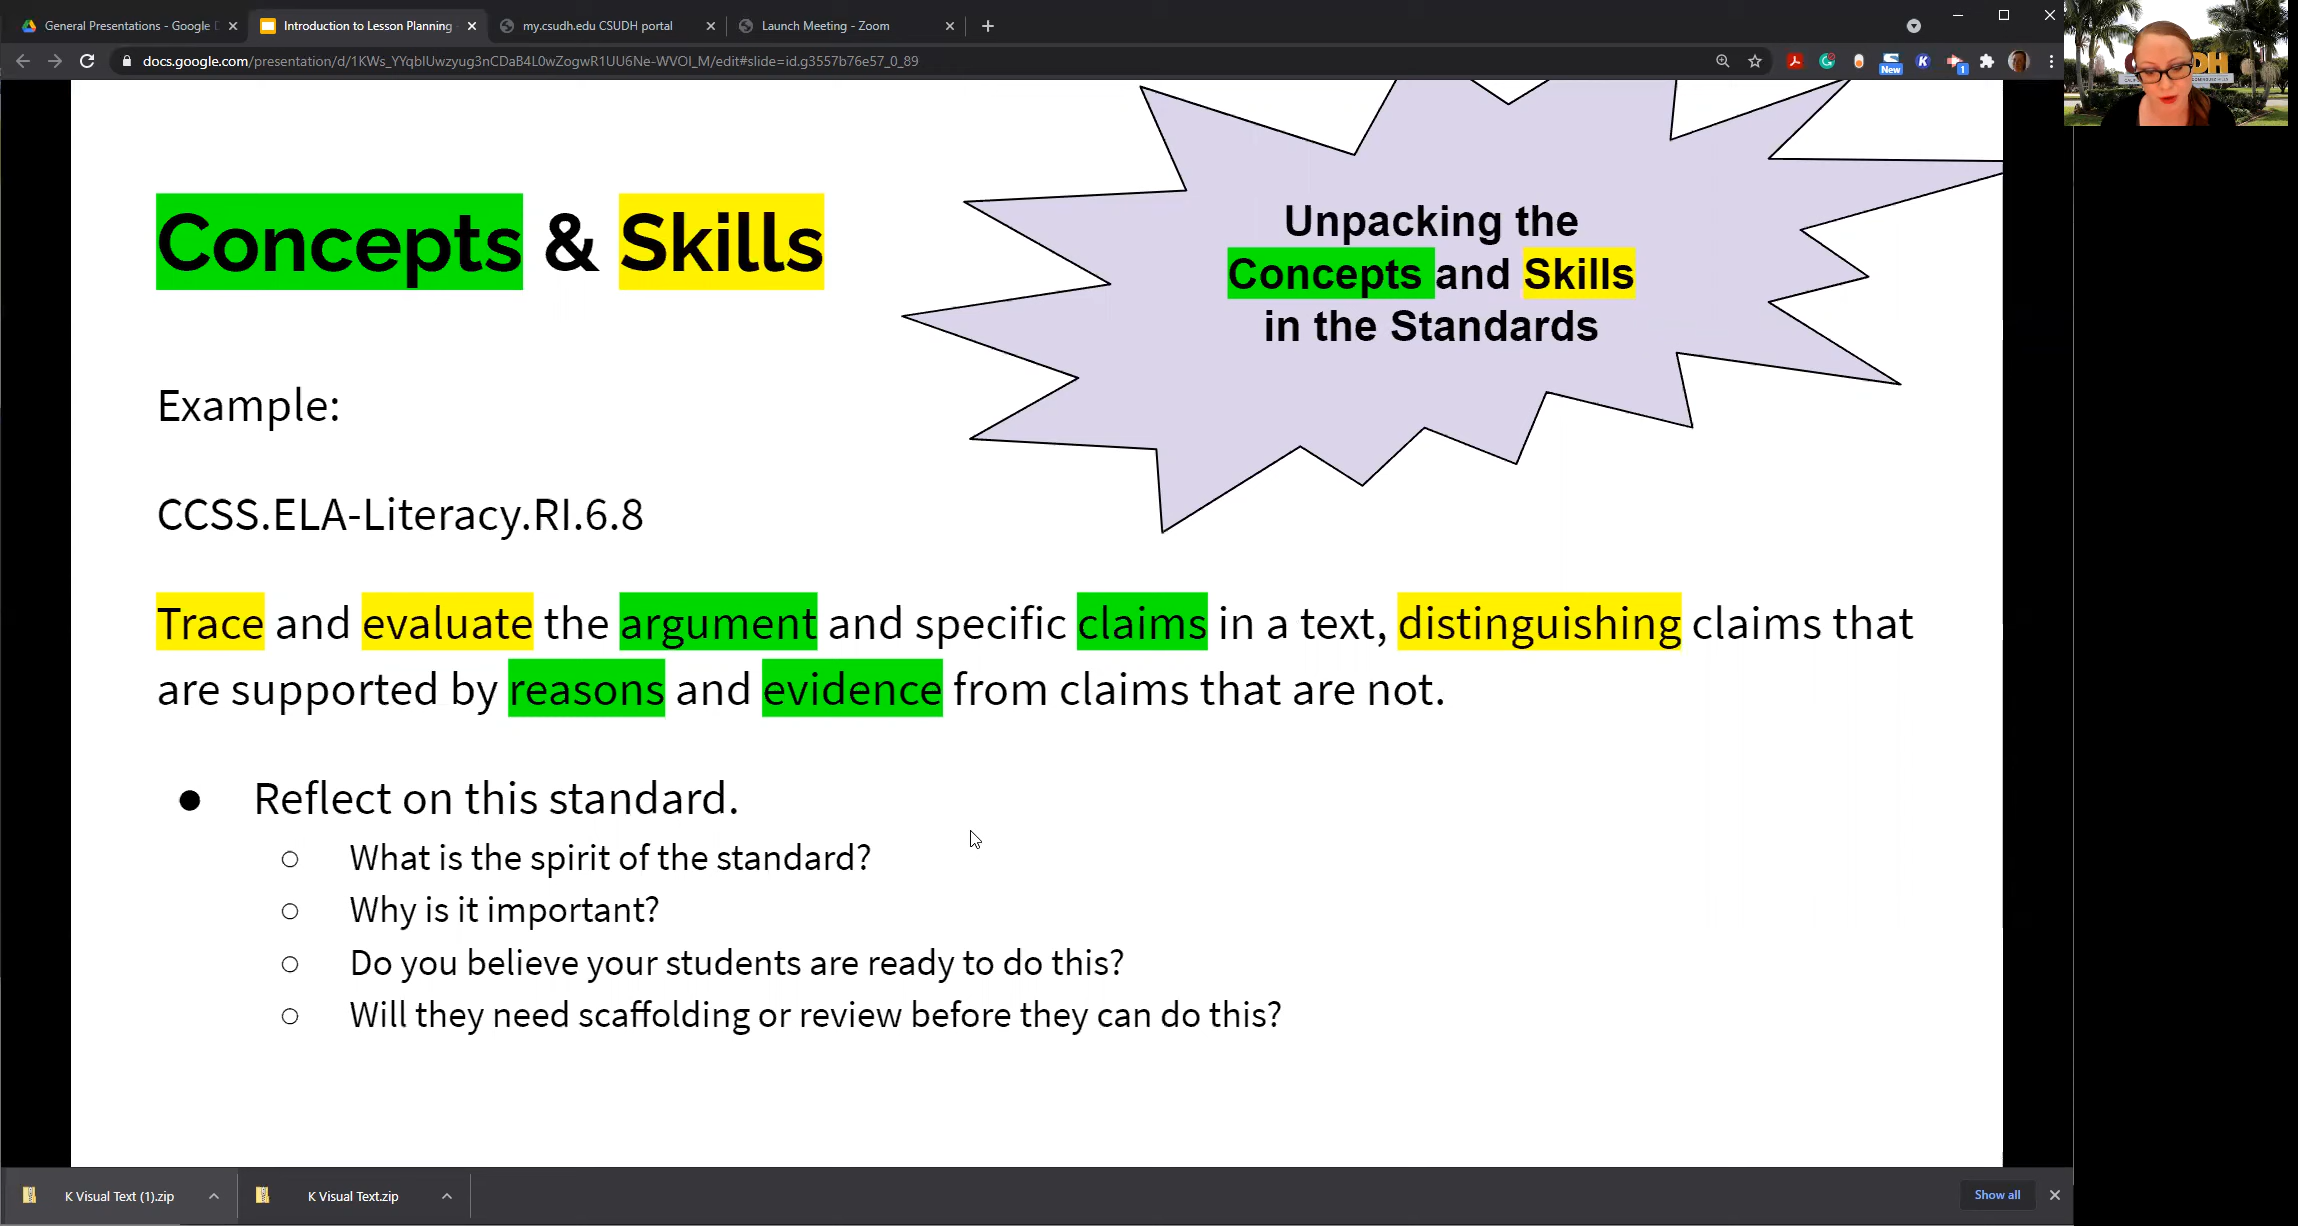 General Presentations - Google D
Introduction to Lesson Planning
my.csudh.edu CSUDH portal
Launch Meeting - Zoom
docs.google.com/presentation/d/1KWs_YYqbIUwzyug3nCDaB4L0wZogwR1UU6Ne-WVOI_M/edit#slide=id.g3557b76e57_0_89
New
1
Concepts & Skills
Unpacking the
Concepts and Skills
in the Standards
Example:
CCSS.ELA-Literacy.RI.6.8
Trace and evaluate the argument and specific claims in a text, distinguishing claims that
are supported by reasons and evidence from claims that are not.
● Reflect on this standard.
○ What is the spirit of the standard?
○ Why is it important?
○ Do you believe your students are ready to do this?
○ Will they need scaffolding or review before they can do this?
K Visual Text (1).zip
K Visual Text.zip
Show all